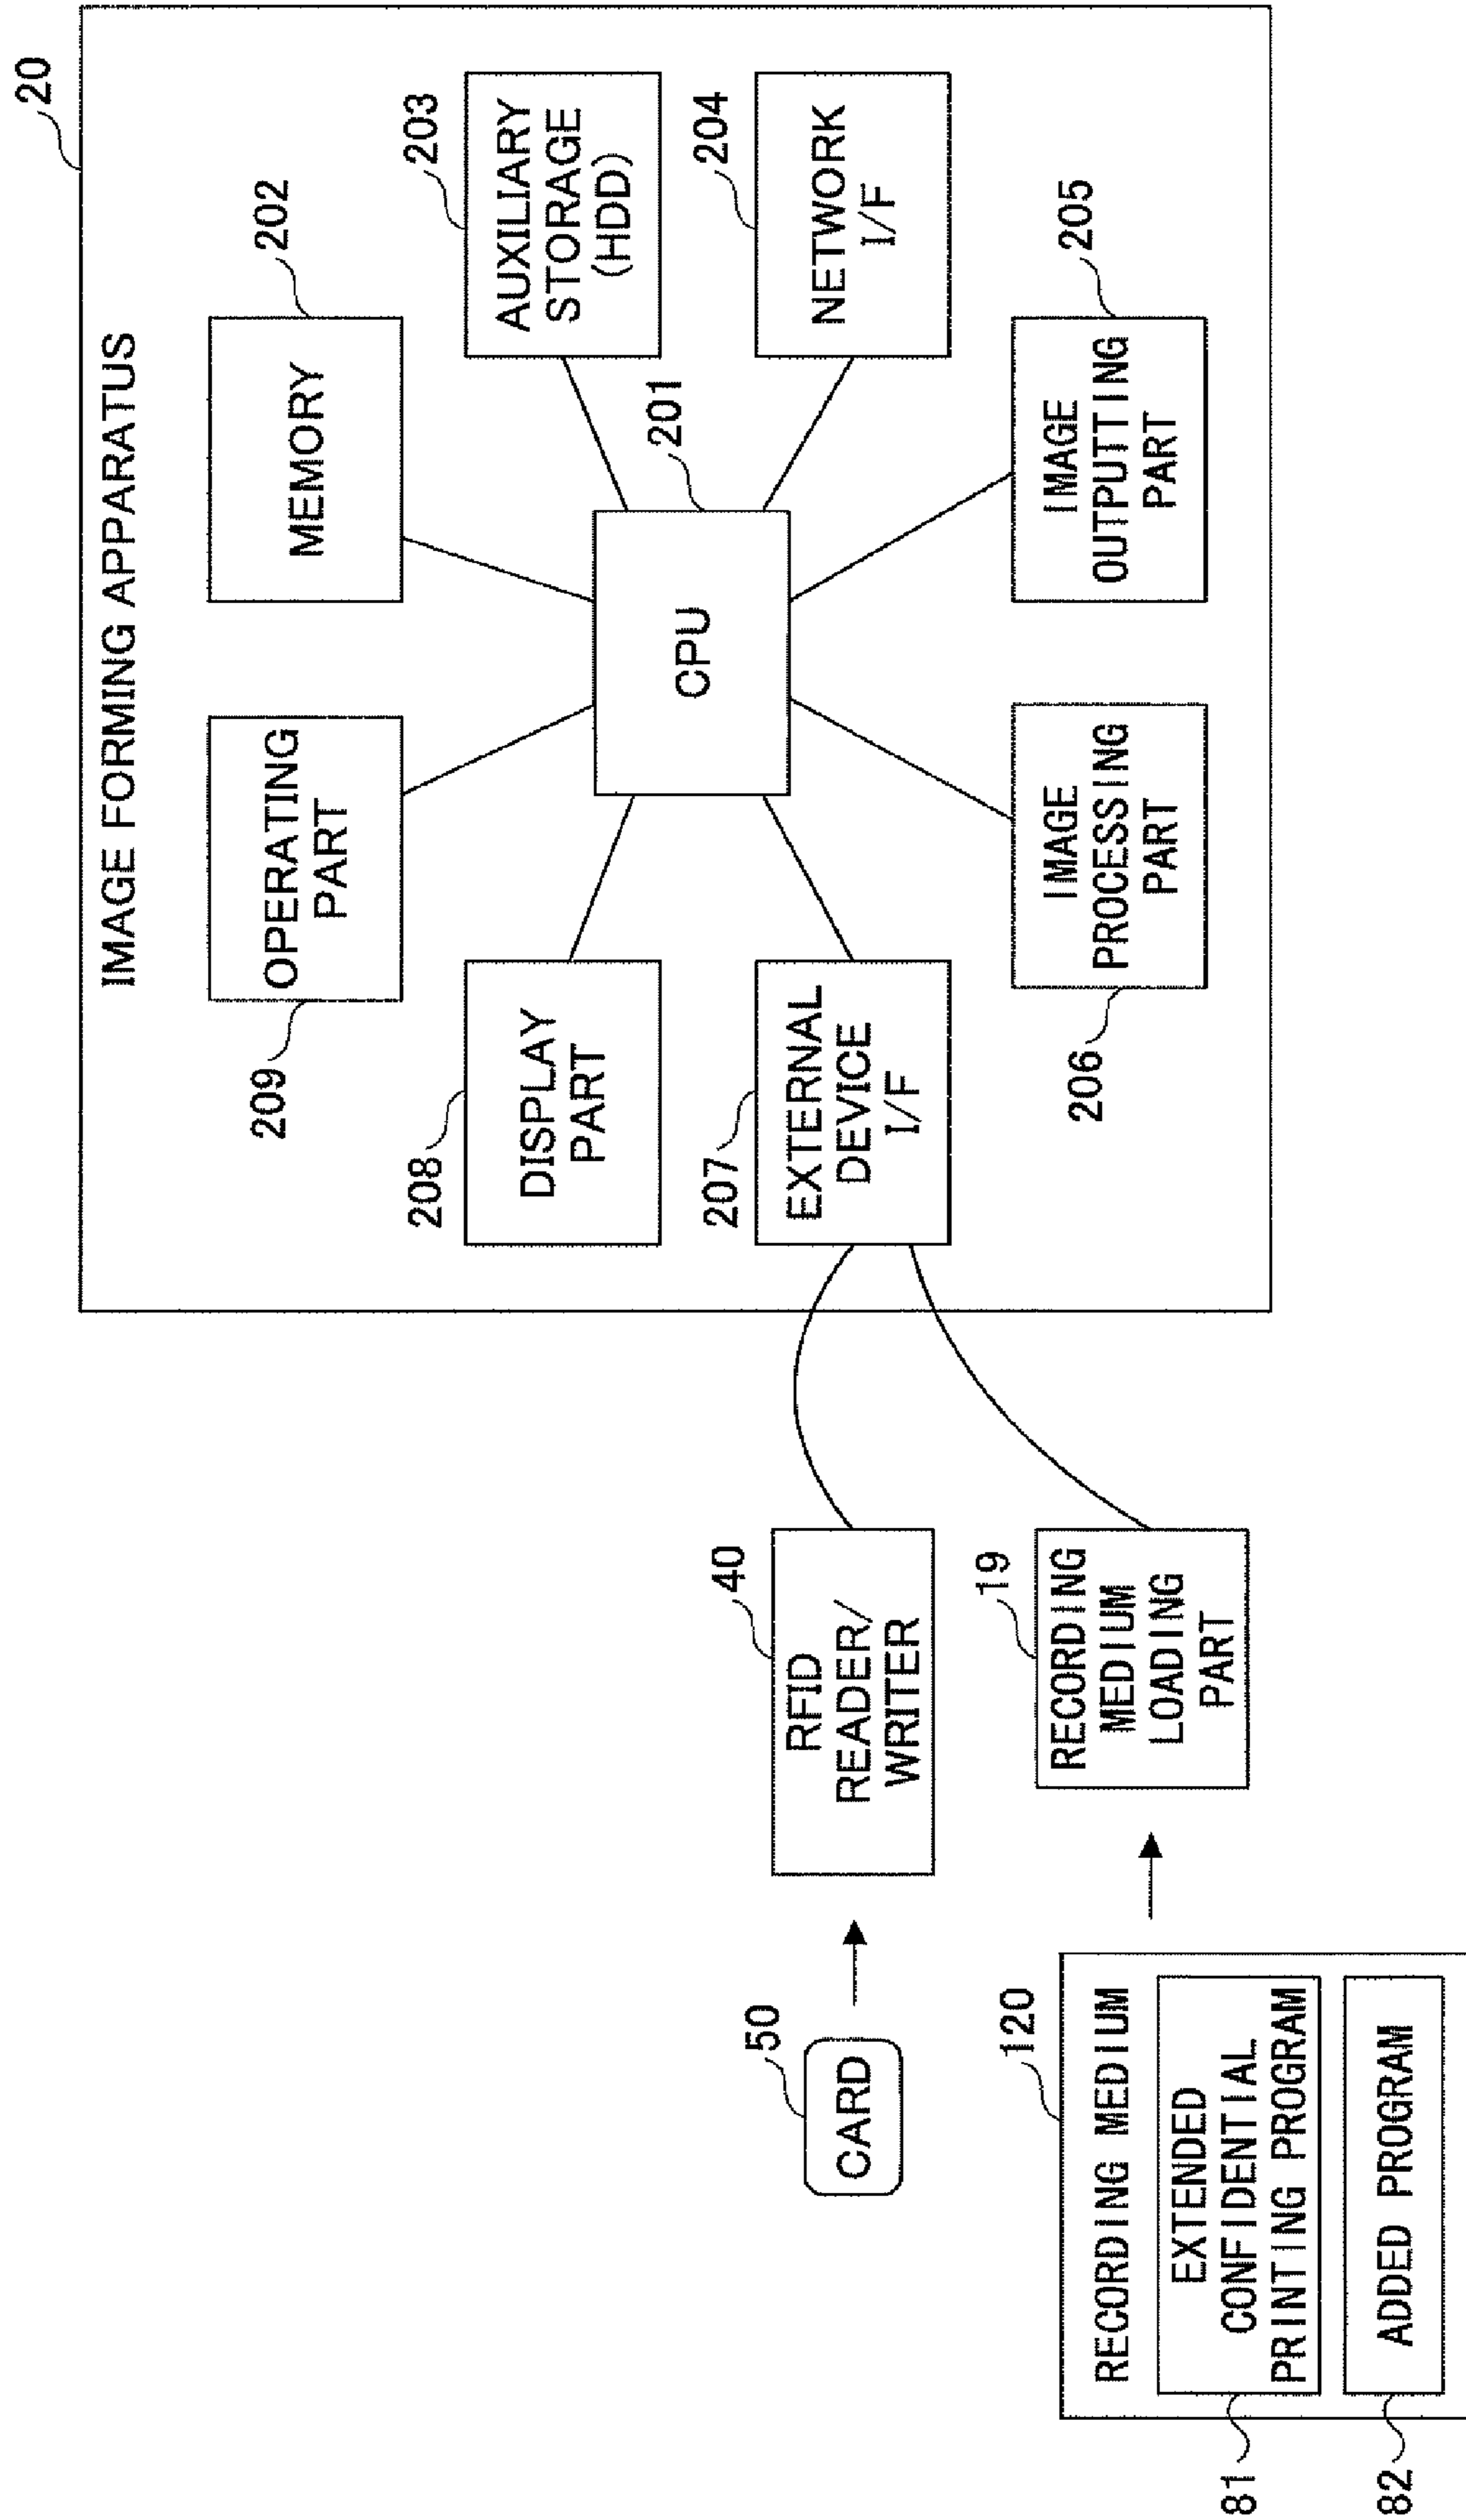 20
IMAGE FORMING APPARATUS
209
OPERATING
PART
MEMORY
202
208
DISPLAY
PART
AUXILIARY
STORAGE
(HDD)
203
CPU
201
207
EXTERNAL
DEVICE
I/F
NETWORK
I/F
204
206
IMAGE
PROCESSING
PART
IMAGE
OUTPUTTING
PART
205
50
CARD
40
RFID
READER/
WRITER
19
RECORDING
MEDIUM
LOADING
PART
120
RECORDING MEDIUM
81
EXTENDED
CONFIDENTIAL
PRINTING PROGRAM
82
ADDED PROGRAM